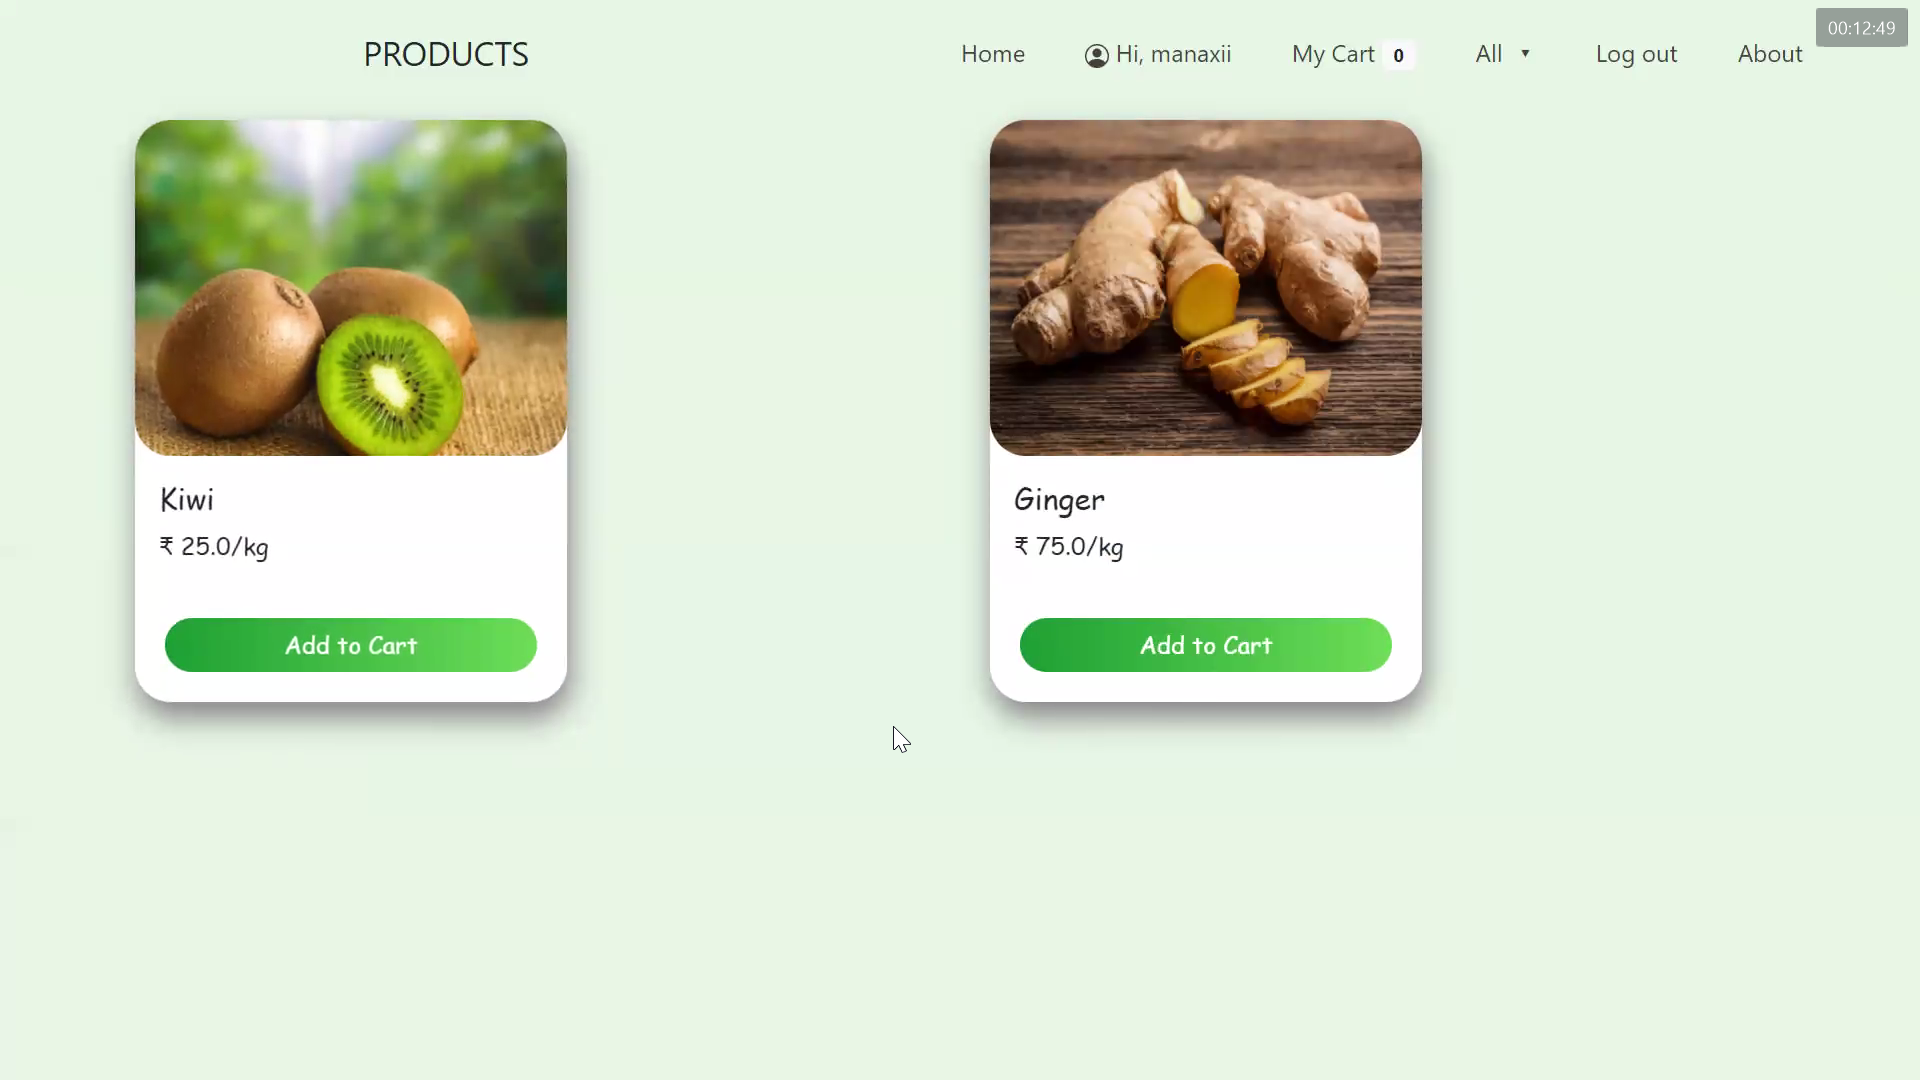 PRODUCTS
Home
Hi, manaxii
My Cart 0
All ▼
Log out
About
00:12:49
Kiwi
₹ 25.0/kg
Add to Cart
Ginger
₹ 75.0/kg
Add to Cart